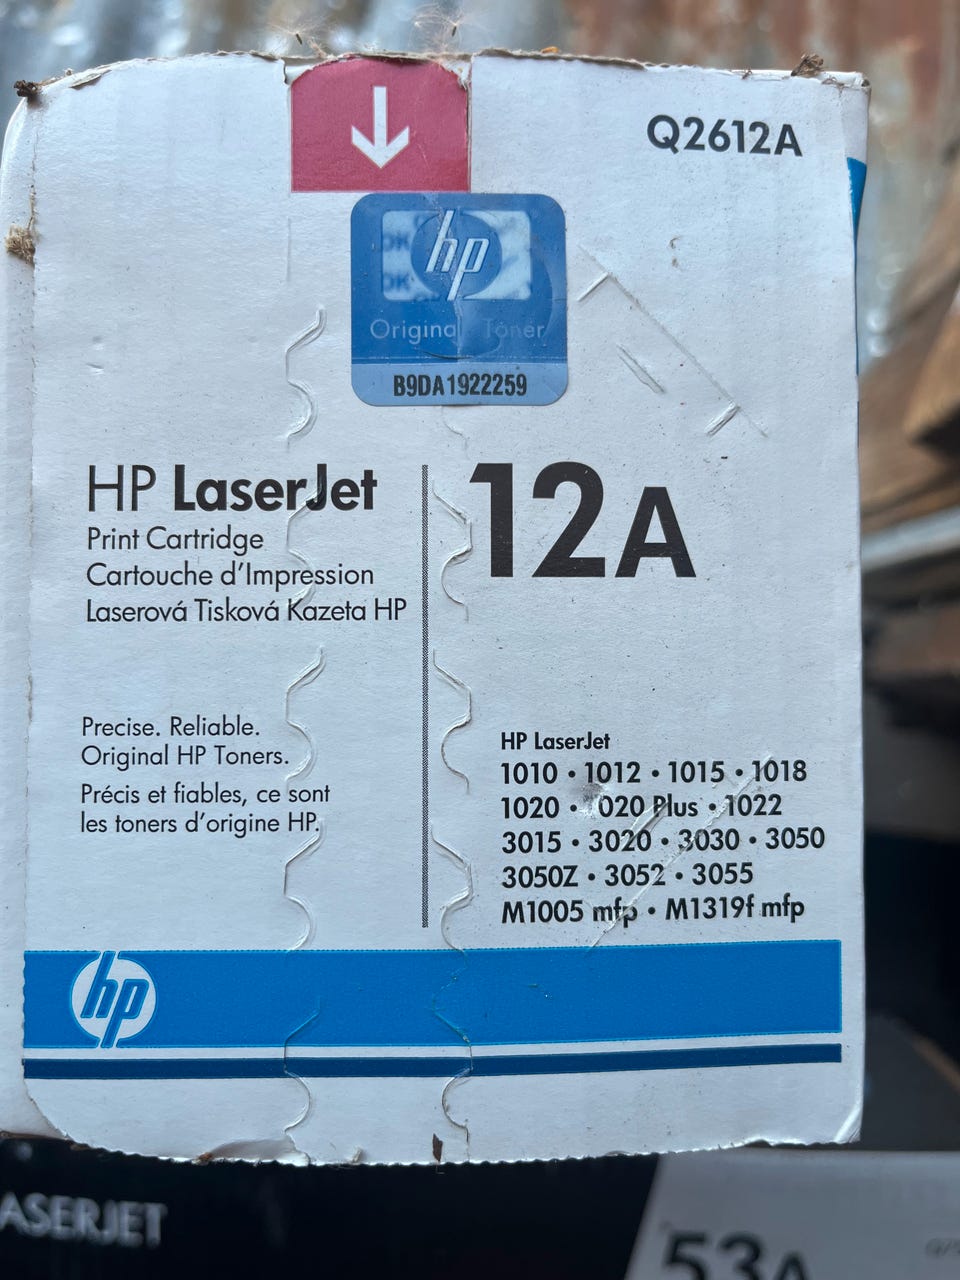 Q2612A
hp
OK
OK
Original Toner
B9DA1922259
HP LaserJet
Print Cartridge
Cartouche d'Impression
Laserová Tisková Kazeta HP
12A
Precise. Reliable.
Original HP Toners.
Précis et fiables, ce sont
les toners d'origine HP.
HP LaserJet
1010 • 1012 • 1015 • 1018
1020 • 020 Plus • 1022
3015 • 3020 • 3030 • 3050
3050Z • 3052 • 3055
M1005 mfp • M1319f mfp
hp
ASERJET
53A